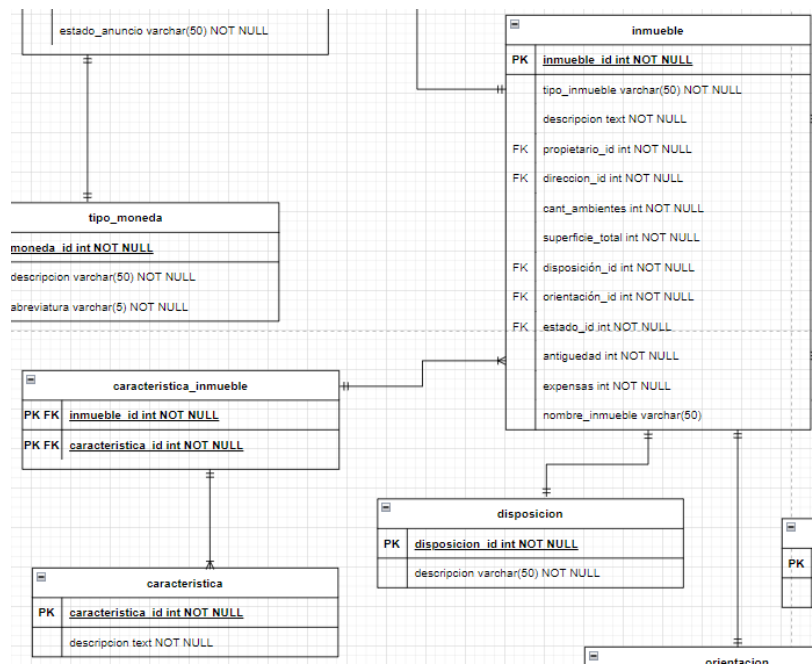 estado_anuncio varchar(50) NOT NULL
tipo_moneda
moneda_id int NOT NULL
descripcion varchar(50) NOT NULL
abreviatura varchar(5) NOT NULL
inmueble
PK inmueble_id int NOT NULL
tipo_inmueble varchar(50) NOT NULL
descripcion text NOT NULL
FK propietario_id int NOT NULL
FK direccion_id int NOT NULL
cant_ambientes int NOT NULL
superficie_total int NOT NULL
FK disposición_id int NOT NULL
FK orientación_id int NOT NULL
FK estado_id int NOT NULL
antiguedad int NOT NULL
expensas int NOT NULL
nombre_inmueble varchar(50)
caracteristica_inmueble
PK FK inmueble_id int NOT NULL
PK FK caracteristica_id int NOT NULL
disposicion
PK disposicion_id int NOT NULL
descripcion varchar(50) NOT NULL
caracteristica
PK caracteristica_id int NOT NULL
descripcion text NOT NULL
PK
orientacion